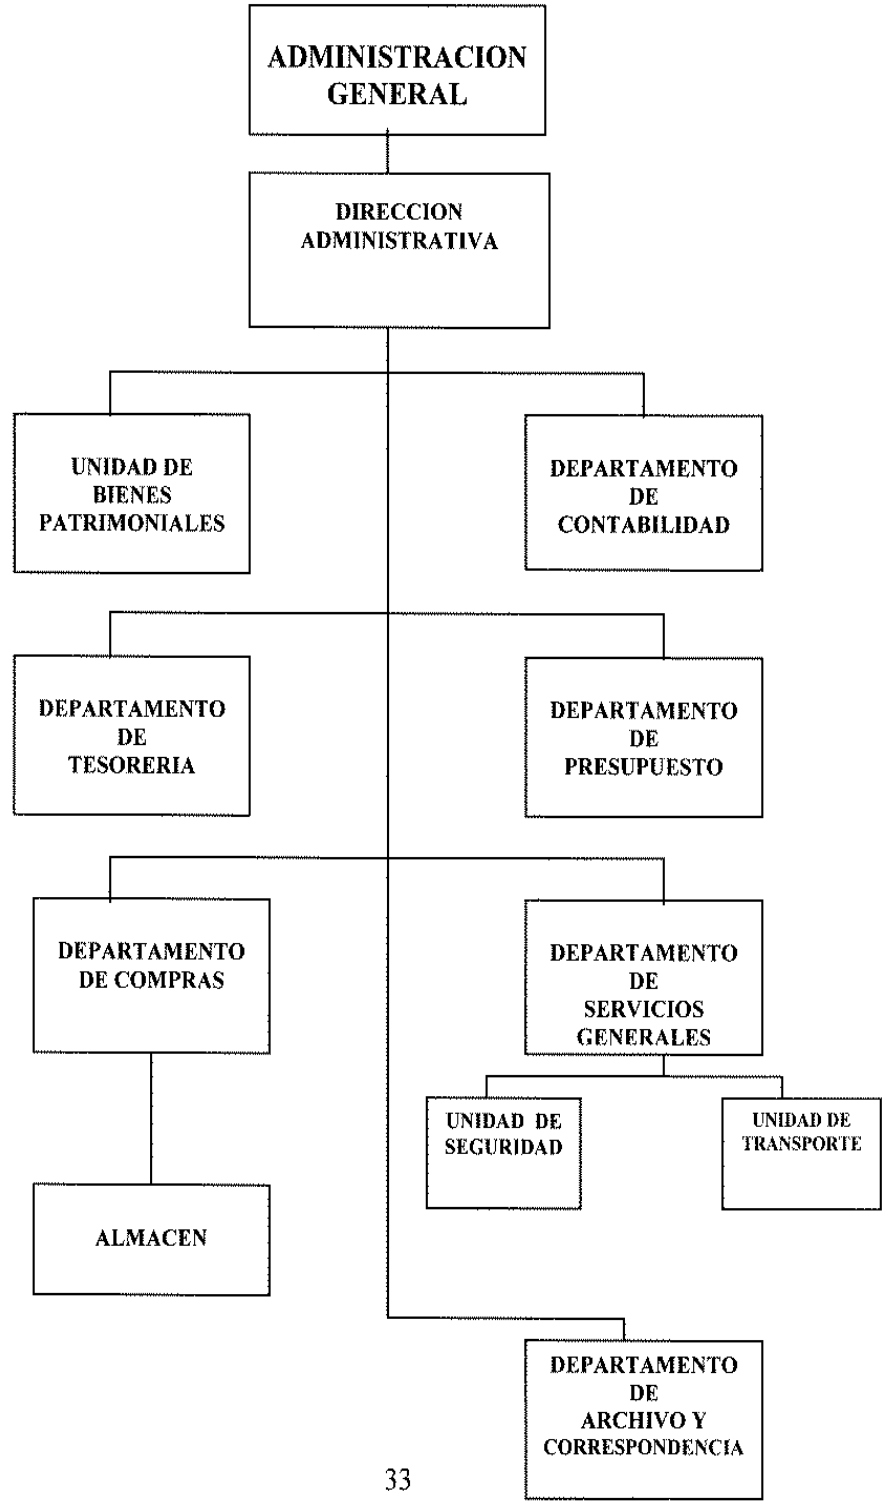 ADMINISTRACION
GENERAL
DIRECCION
ADMINISTRATIVA
UNIDAD DE
BIENES
PATRIMONIALES
DEPARTAMENTO
DE
CONTABILIDAD
DEPARTAMENTO
DE
TESORERIA
DEPARTAMENTO
DE
PRESUPUESTO
DEPARTAMENTO
DE COMPRAS
DEPARTAMENTO
DE
SERVICIOS
GENERALES
UNIDAD DE
SEGURIDAD
UNIDAD DE
TRANSPORTE
ALMACEN
DEPARTAMENTO
DE
ARCHIVO Y
CORRESPONDENCIA
33